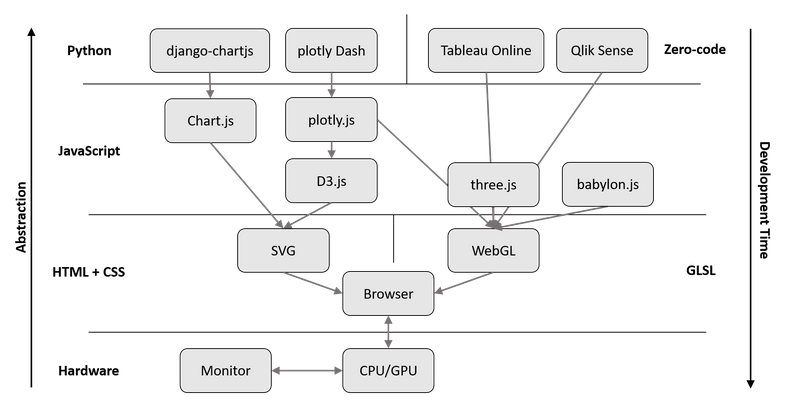 Python
django-chartjs
plotly Dash
Tableau Online
Qlik Sense
Zero-code
Chart.js
plotly.js
JavaScript
D3.js
three.js
babylon.js
Abstraction
Development Time
SVG
WebGL
HTML + CSS
GLSL
Browser
Hardware
Monitor
CPU/GPU